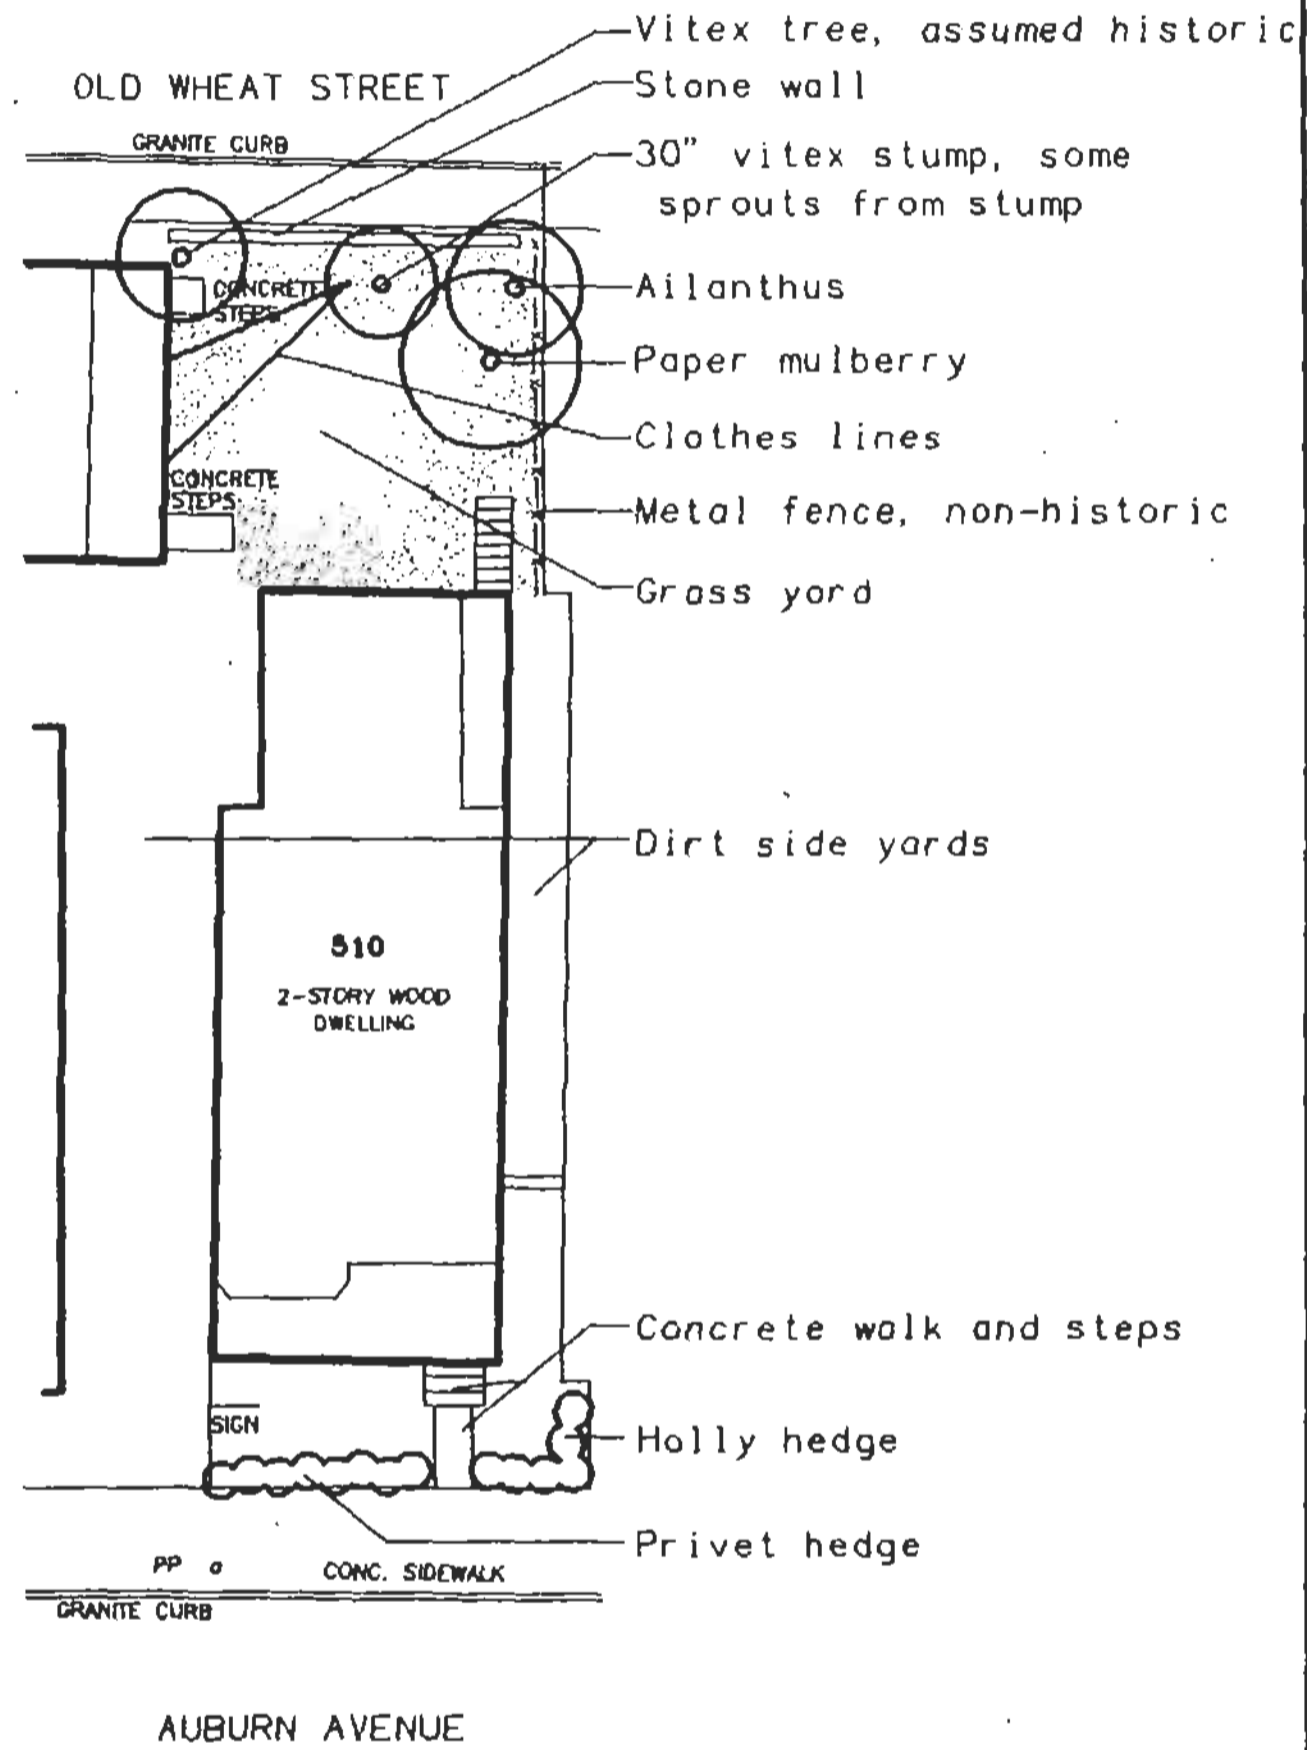 Vitex tree, assumed historic
OLD WHEAT STREET
Stone wall
GRANITE CURB
30" vitex stump, some
sprouts from stump
CONCRETE
STEPS
Ailanthus
Paper mulberry
Clothes lines
CONCRETE
STEPS
Metal fence, non-historic
Grass yard
Dirt side yards
510
2-STORY WOOD
DWELLING
Concrete walk and steps
SIGN
Holly hedge
Privet hedge
PP
CONC. SIDEWALK
GRANITE CURB
AUBURN AVENUE